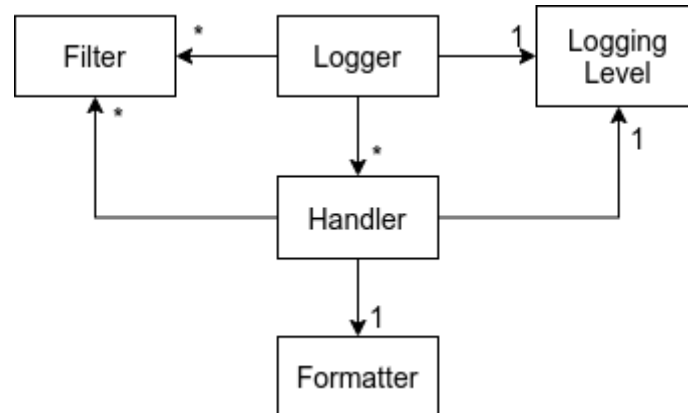 Filter
*
Logger
1
Logging
Level
*
*
1
Handler
1
Formatter